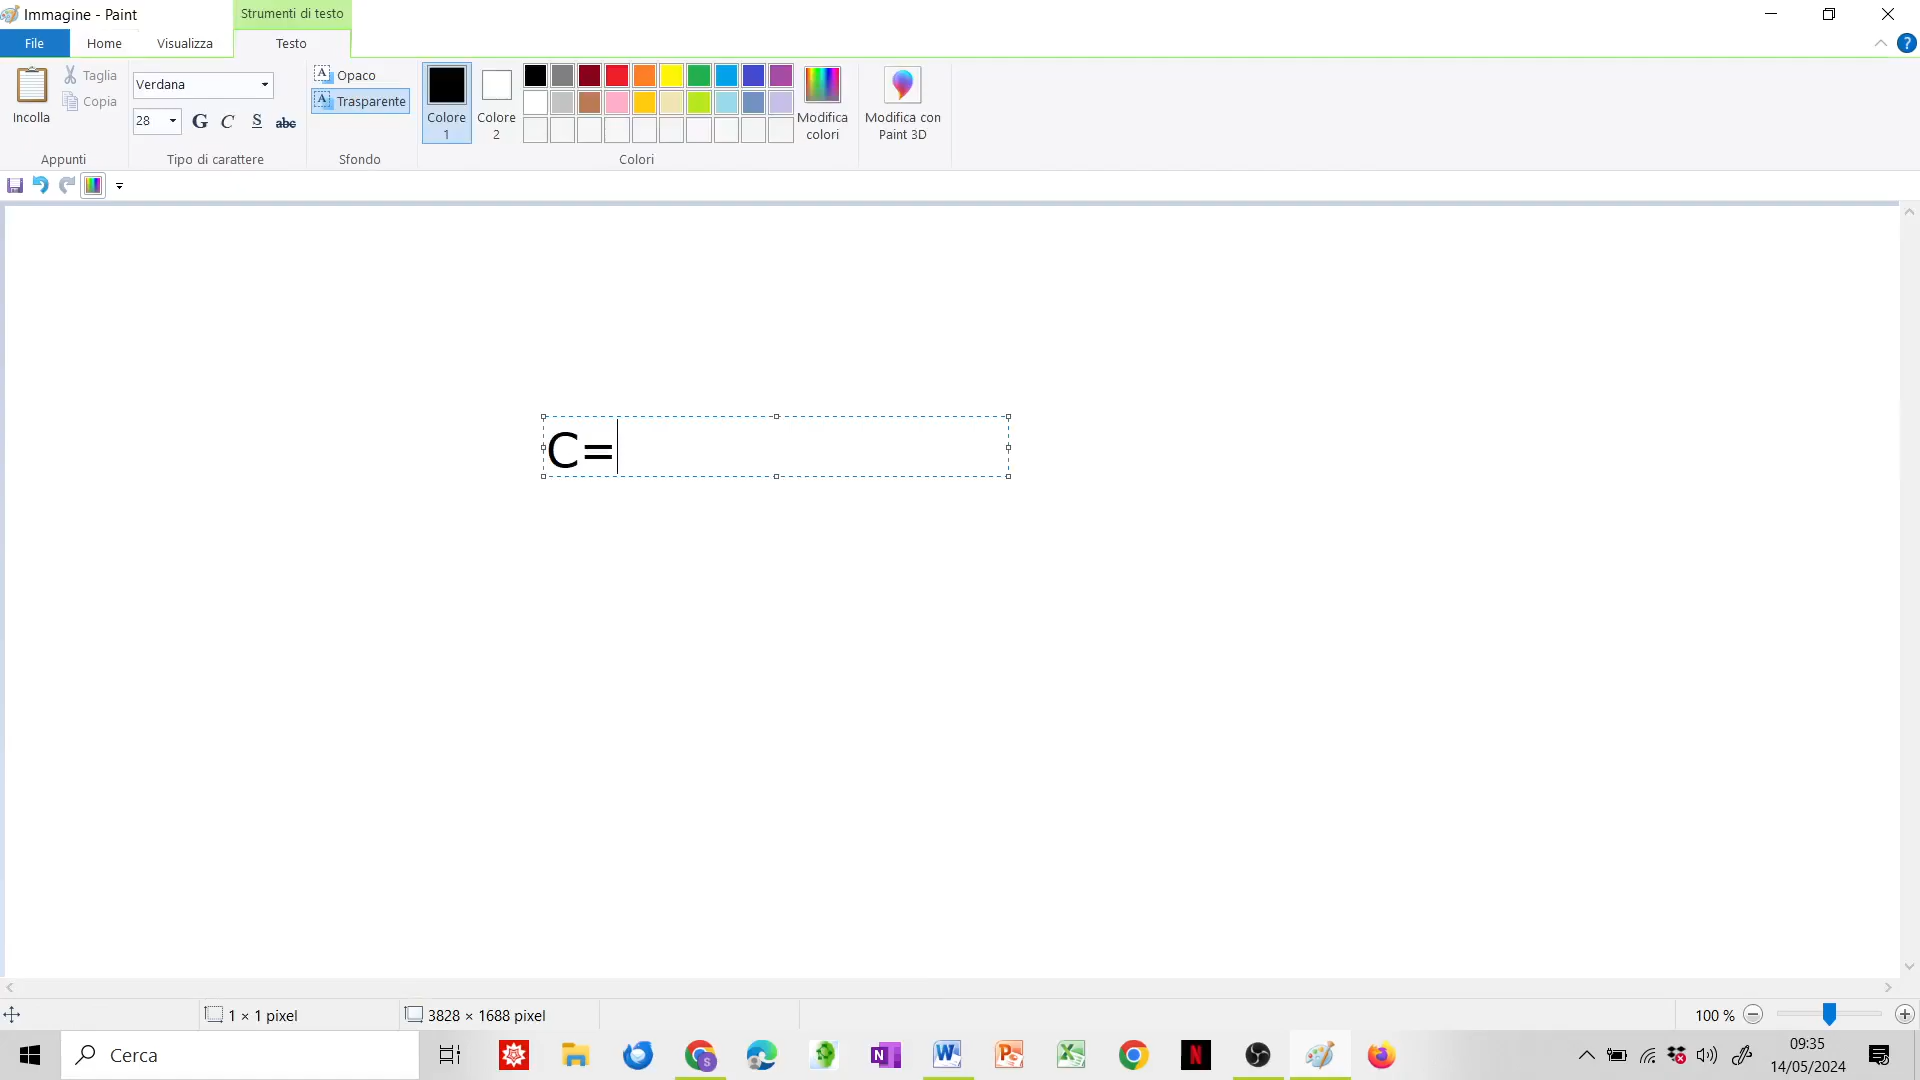 Immagine - Paint
Strumenti di testo
File
Home
Visualizza
Testo
?
Incolla
Taglia
Copia
Appunti
Verdana
28
G C S abc
Tipo di carattere
A Opaco
A Trasparente
Sfondo
Colore 1
Colore 2
Modifica colori
Colori
Modifica con Paint 3D
C=
1 × 1 pixel
3828 × 1688 pixel
100 %
Cerca
S
N
W
P
X
N
09:35
14/05/2024